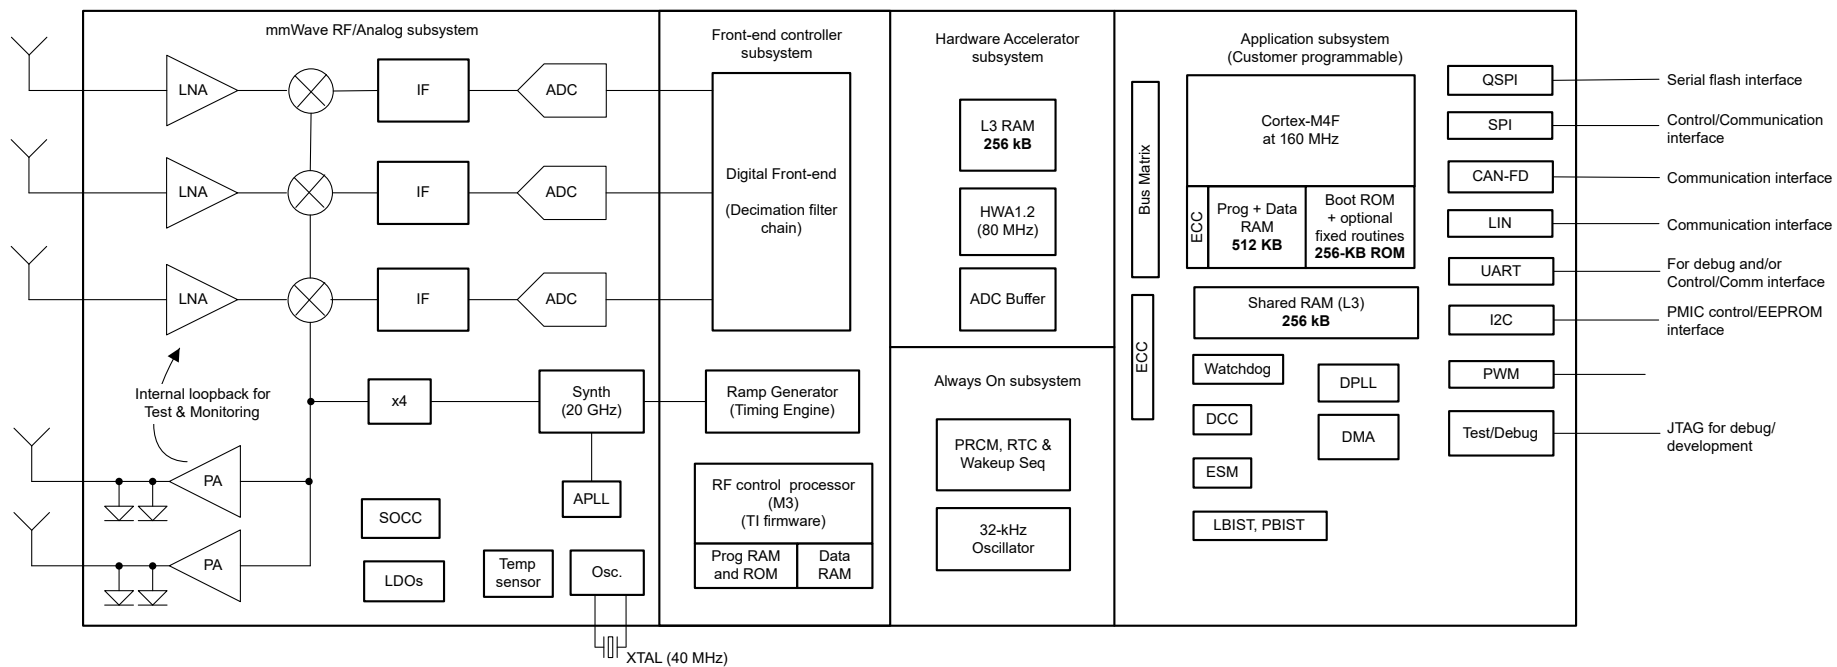 mmWave RF/Analog subsystem
LNA
IF
ADC
LNA
IF
ADC
LNA
IF
ADC
Internal loopback for
Test & Monitoring
x4
Synth
(20 GHz)
PA
APLL
SOCC
PA
LDOs
Temp
sensor
Osc.
XTAL (40 MHz)
Front-end controller
subsystem
Digital Front-end
(Decimation filter
chain)
Ramp Generator
(Timing Engine)
RF control processor
(M3)
(TI firmware)
Prog RAM
and ROM
Data
RAM
Hardware Accelerator
subsystem
L3 RAM
256 kB
HWA1.2
(80 MHz)
ADC Buffer
Always On subsystem
PRCM, RTC &
Wakeup Seq
32-kHz
Oscillator
Application subsystem
(Customer programmable)
Bus Matrix
Cortex-M4F
at 160 MHz
ECC
Prog + Data
RAM
512 KB
Boot ROM
+ optional
fixed routines
256-KB ROM
ECC
Shared RAM (L3)
256 kB
Watchdog
DPLL
DCC
DMA
ESM
LBIST, PBIST
QSPI
Serial flash interface
SPI
Control/Communication
interface
CAN-FD
Communication interface
LIN
Communication interface
UART
For debug and/or
Control/Comm interface
I2C
PMIC control/EEPROM
interface
PWM
Test/Debug
JTAG for debug/
development